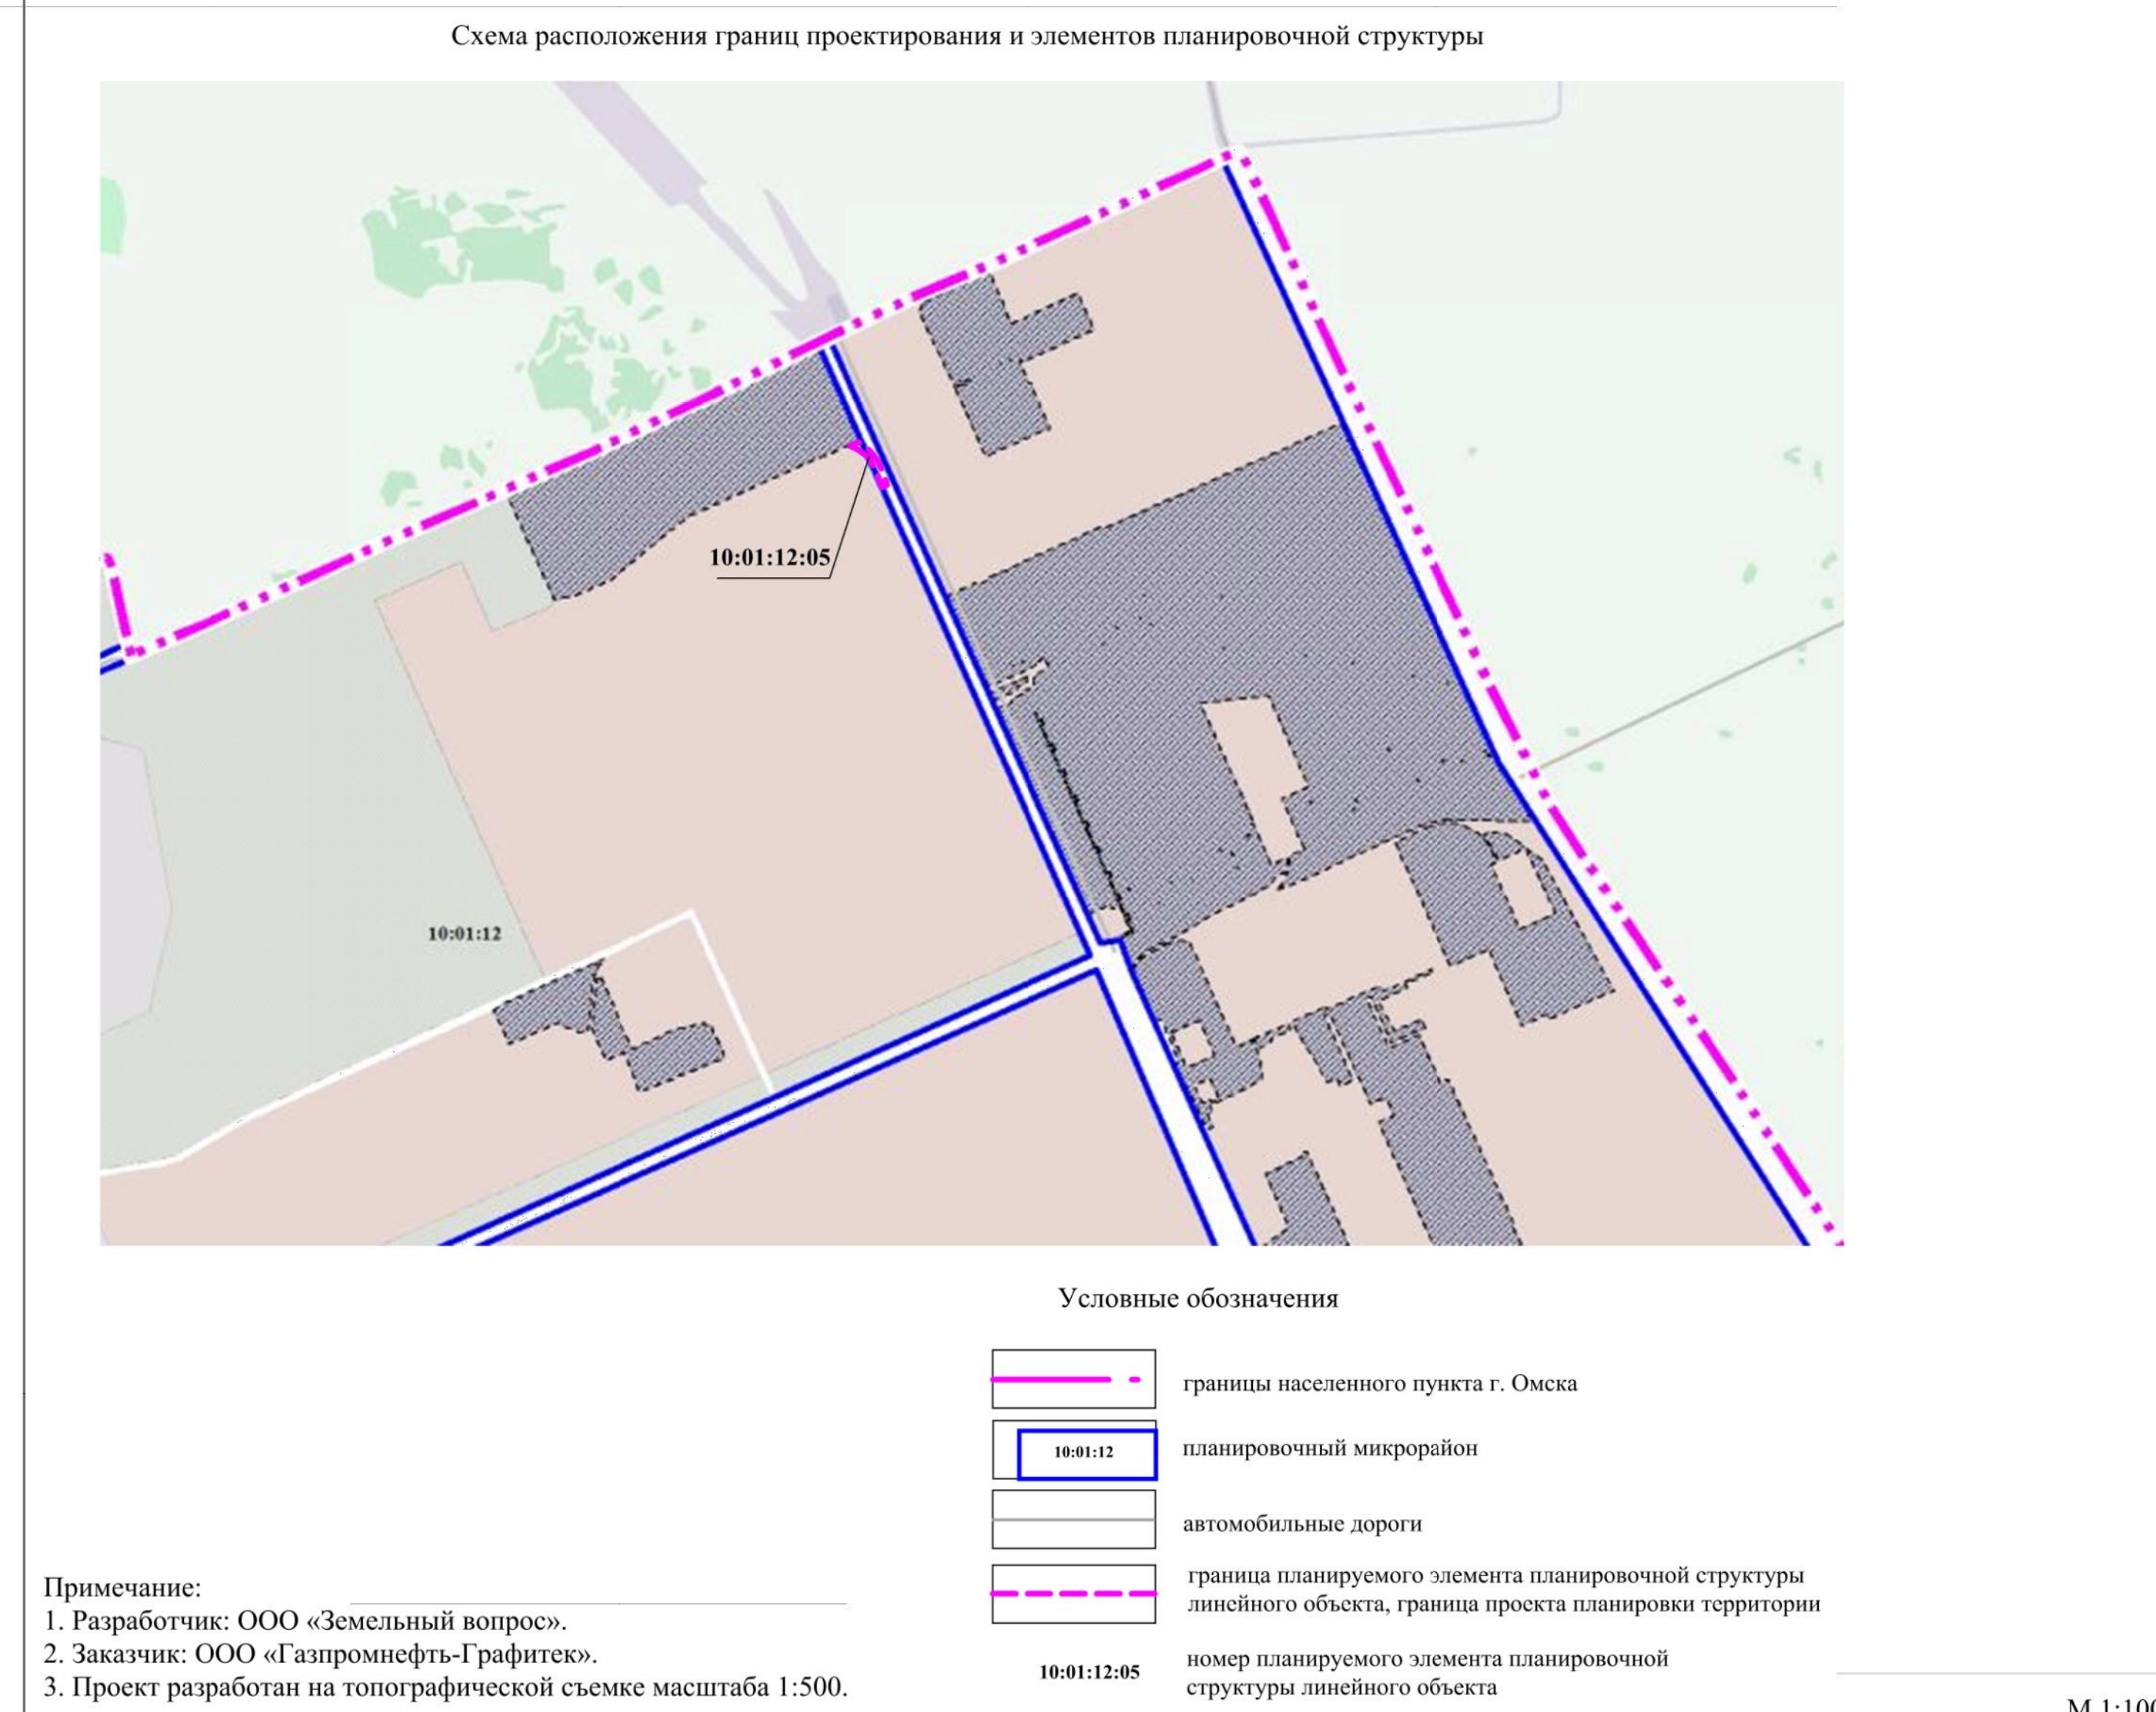 Схема расположения границ проектирования и элементов планировочной структуры
10:01:12:05
10:01:12
Условные обозначения
границы населенного пункта г. Омска
10:01:12
планировочный микрорайон
автомобильные дороги
граница планируемого элемента планировочной структуры
линейного объекта, граница проекта планировки территории
10:01:12:05
номер планируемого элемента планировочной
структуры линейного объекта
Примечание:
1. Разработчик: ООО «Земельный вопрос».
2. Заказчик: ООО «Газпромнефть-Графитек».
3. Проект разработан на топографической съемке масштаба 1:500.